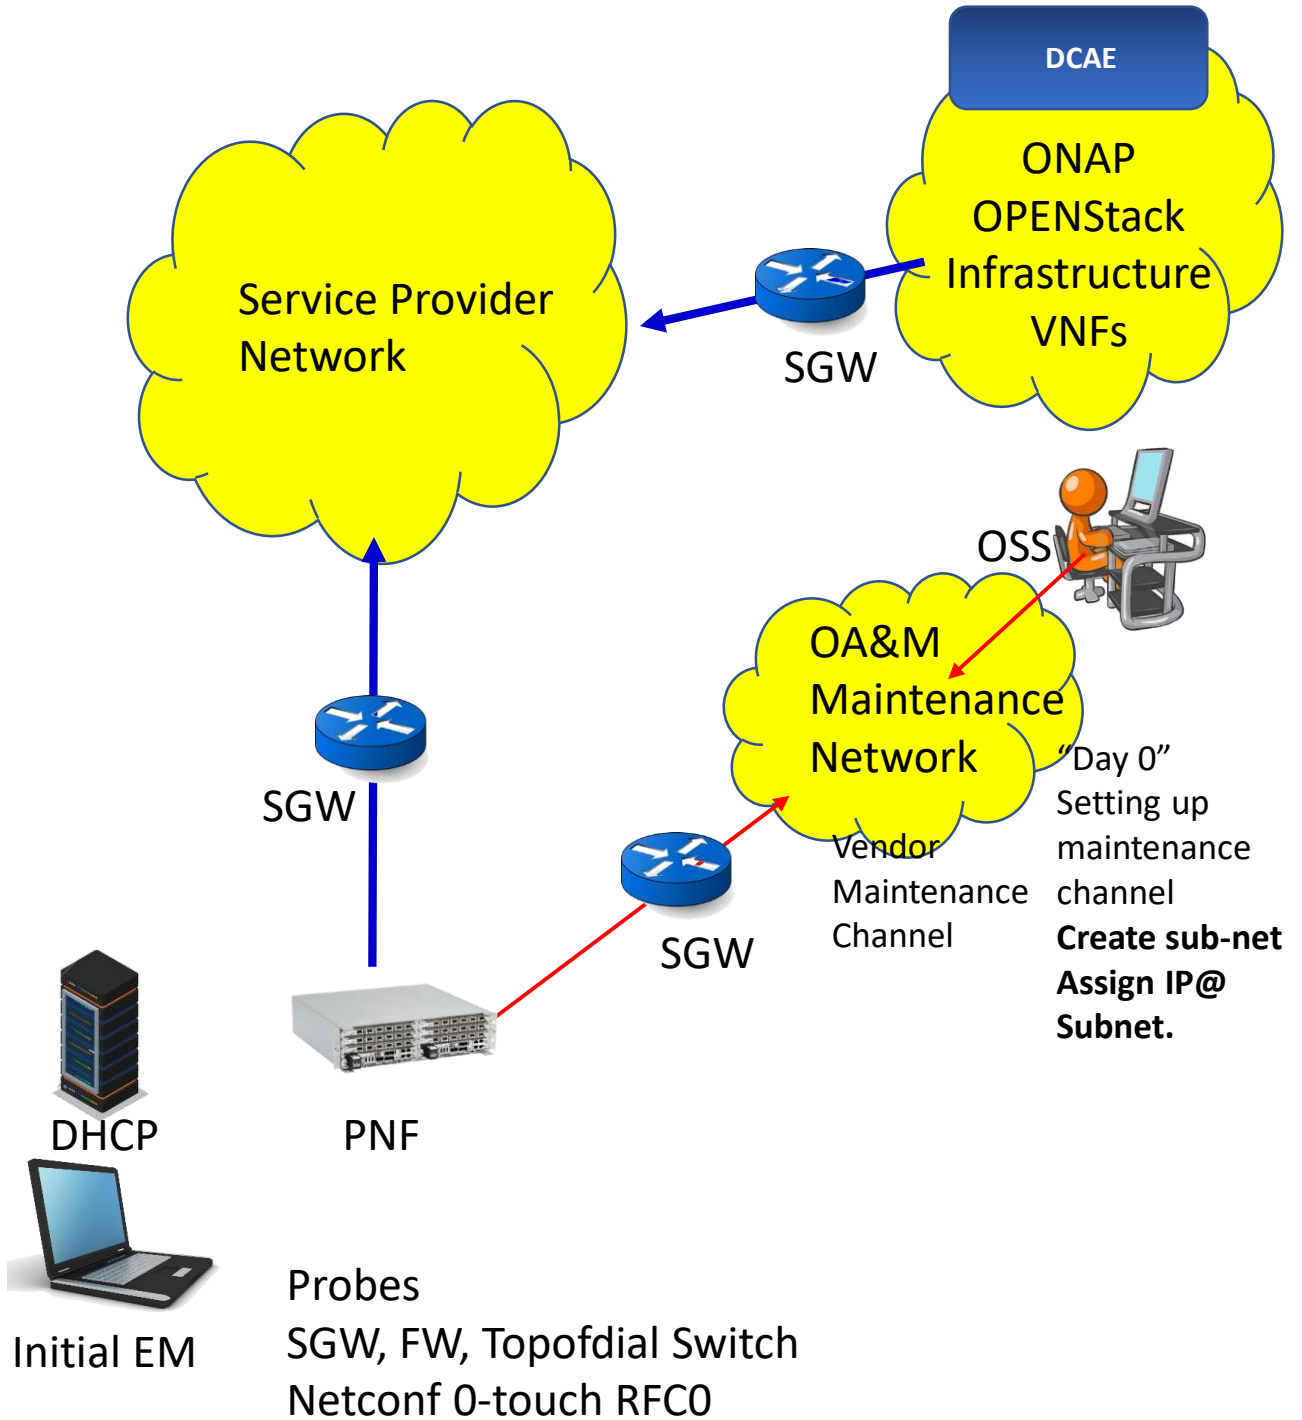 DCAE
ONAP
OPENStack
Infrastructure
VNFs
Service Provider
Network
SGW
OSS
OA&M
Maintenance
Network
SGW
Vendor
Maintenance
Channel
“Day 0”
Setting up
maintenance
channel
Create sub-net
Assign IP@
Subnet.
SGW
DHCP
PNF
Initial EM
Probes
SGW, FW, Topofdial Switch
Netconf 0-touch RFC0